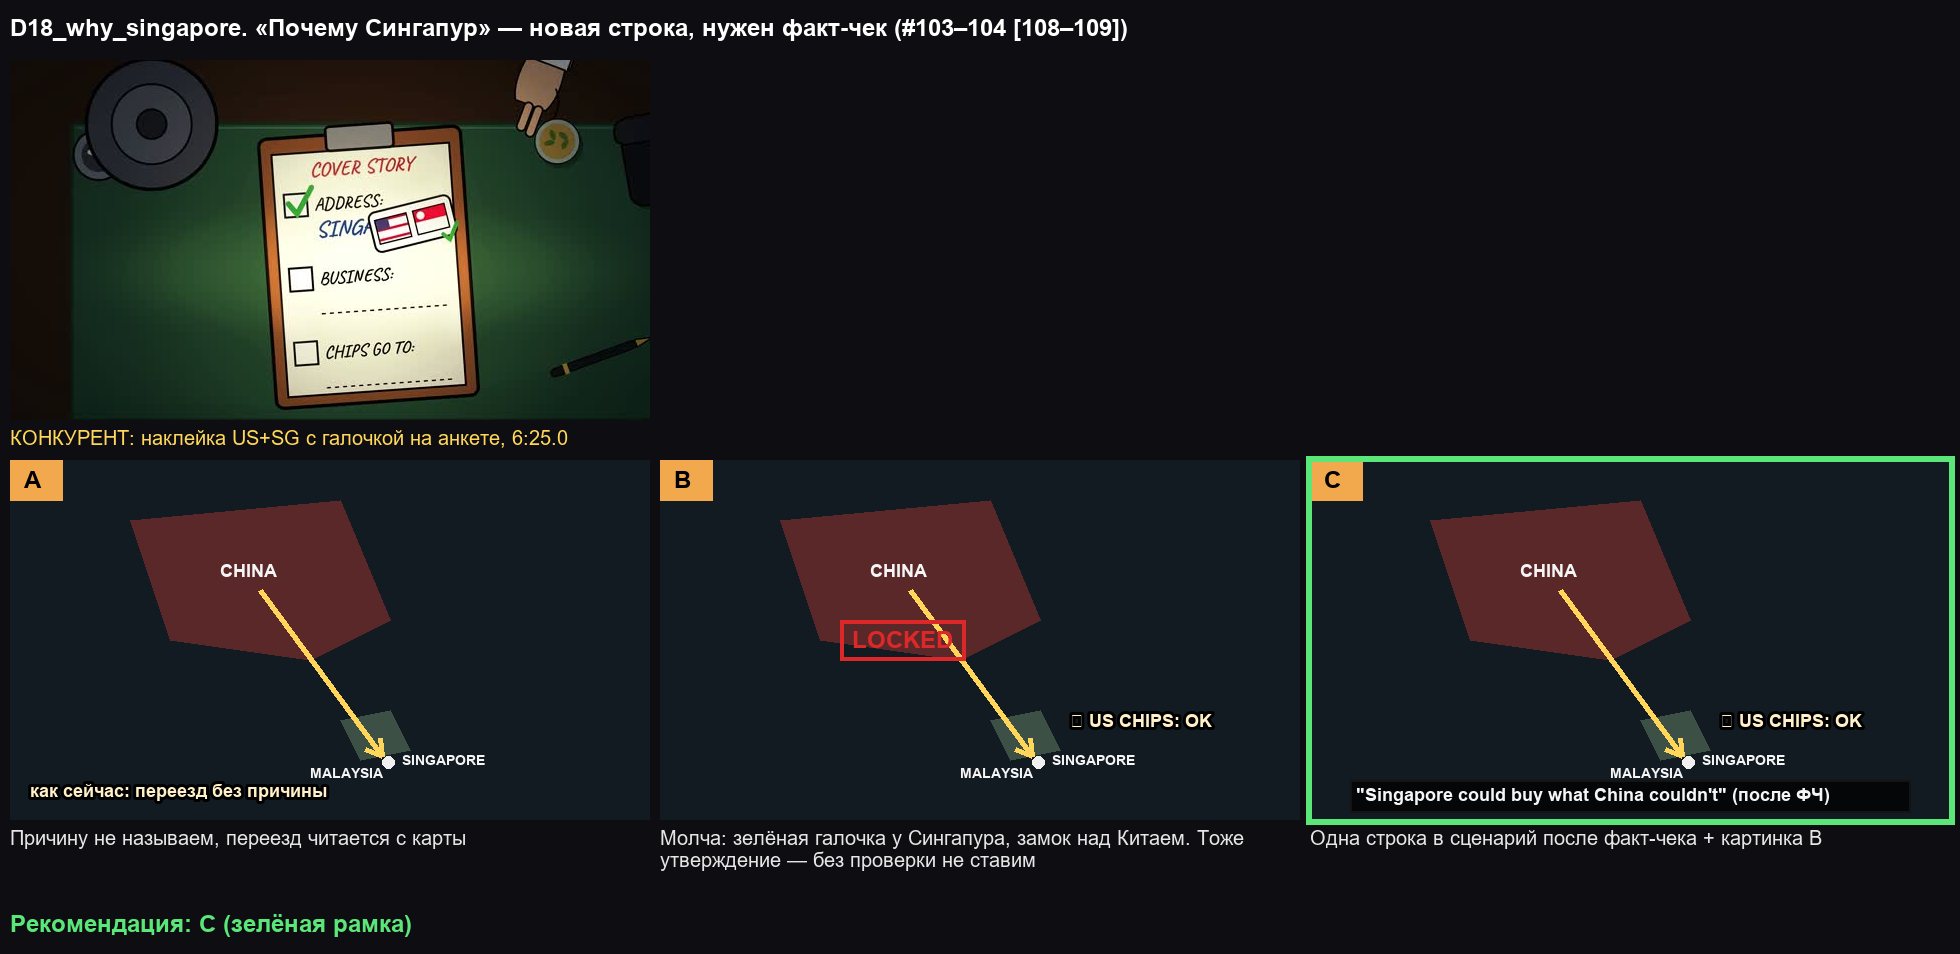 D18_why_singapore. «Почему Сингапур» — новая строка, нужен факт-чек (#103–104 [108–109])
COVER STORY
ADDRESS:
SINGA
BUSINESS:
CHIPS GO TO:
КОНКУРЕНТ: наклейка US+SG с галочкой на анкете, 6:25.0
A
CHINA
SINGAPORE
MALAYSIA
как сейчас: переезд без причины
Причину не называем, переезд читается с карты
B
CHINA
LOCKED
US CHIPS: OK
SINGAPORE
MALAYSIA
Молча: зелёная галочка у Сингапура, замок над Китаем. Тоже
утверждение — без проверки не ставим
C
CHINA
US CHIPS: OK
SINGAPORE
MALAYSIA
"Singapore could buy what China couldn't" (после ФЧ)
Одна строка в сценарий после факт-чека + картинка B
Рекомендация: C (зелёная рамка)